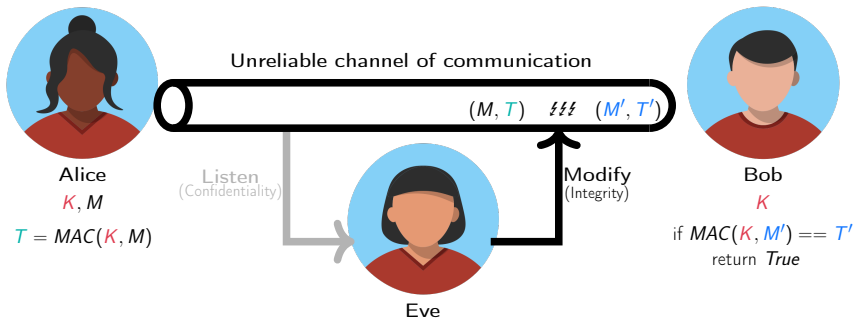 Unreliable channel of communication
(M, T) (M′, T′)
Alice
K, M
T = MAC(K, M)
Listen
(Confidentiality)
Modify
(Integrity)
Eve
Bob
K
if MAC(K, M′) == T′
return True